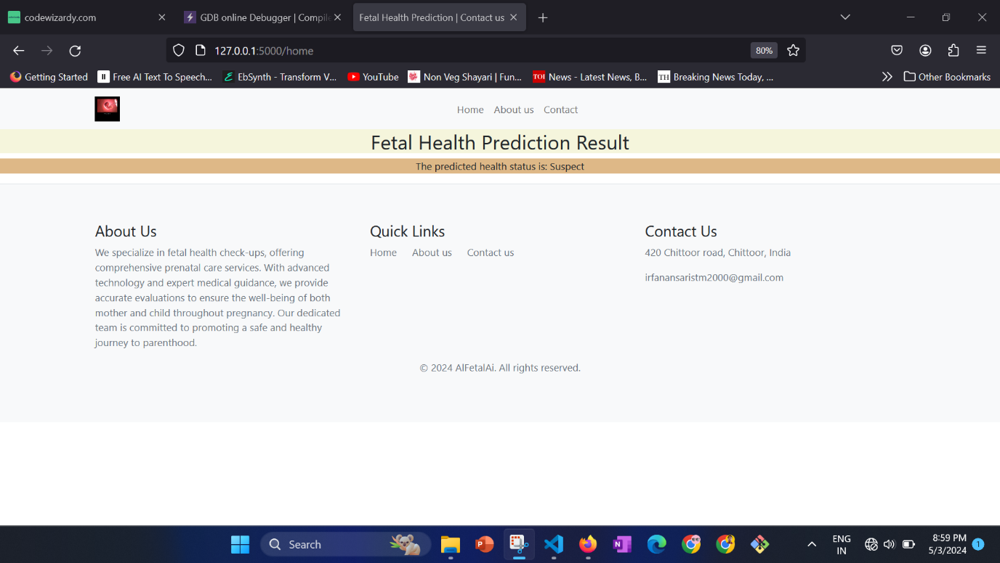 codewizardy.com
GDB online Debugger | Compile
Fetal Health Prediction | Contact us
127.0.0.1:5000/home
80%
Getting Started
Free AI Text To Speech...
EbSynth - Transform V...
YouTube
Non Veg Shayari | Fun...
TOI
News - Latest News, B...
TH
Breaking News Today, ...
Other Bookmarks
Home
About us
Contact
Fetal Health Prediction Result
The predicted health status is: Suspect
About Us
We specialize in fetal health check-ups, offering
comprehensive prenatal care services. With advanced
technology and expert medical guidance, we provide
accurate evaluations to ensure the well-being of both
mother and child throughout pregnancy. Our dedicated
team is committed to promoting a safe and healthy
journey to parenthood.
Quick Links
Home
About us
Contact us
Contact Us
420 Chittoor road, Chittoor, India
irfanansaristm2000@gmail.com
© 2024 AlFetalAi. All rights reserved.
Search
ENG
IN
8:59 PM
5/3/2024
1